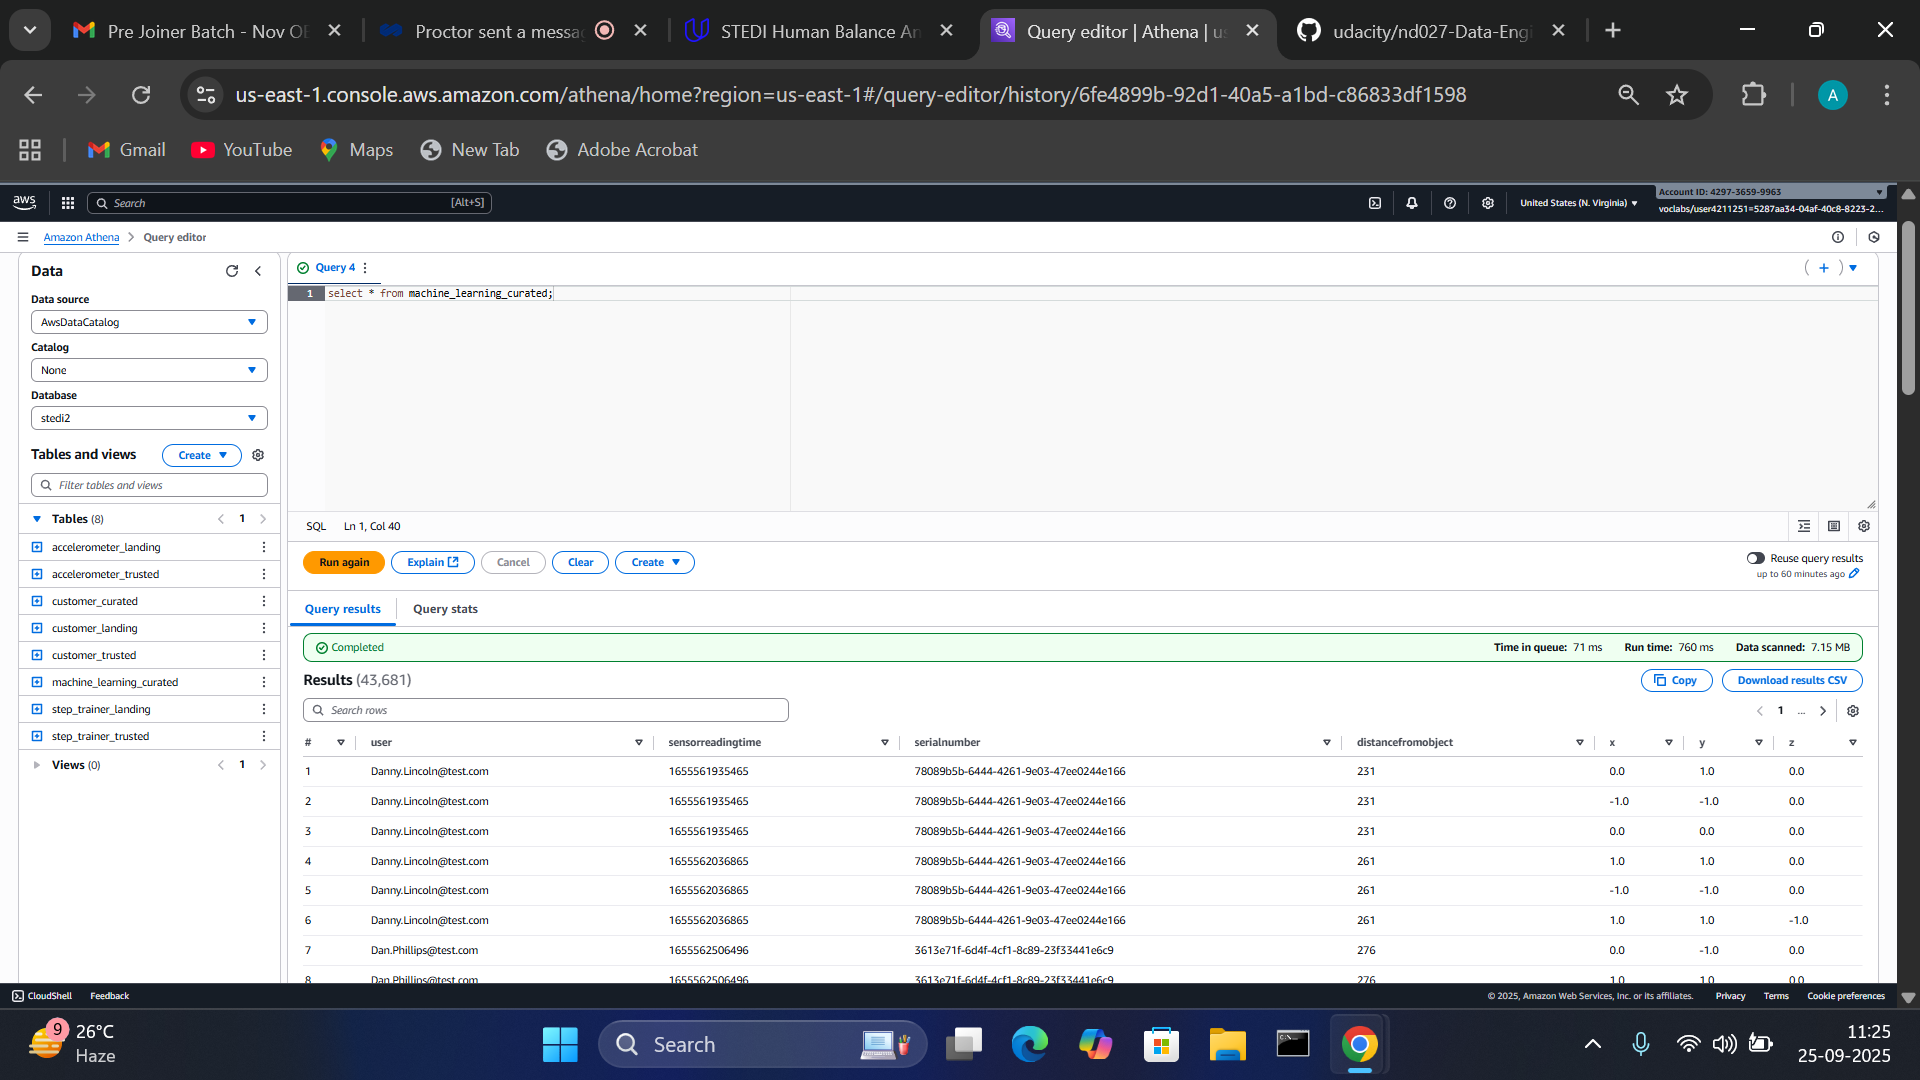 Pre Joiner Batch - Nov OE
Proctor sent a messag
STEDI Human Balance An
Query editor | Athena | us
udacity/nd027-Data-Engi
us-east-1.console.aws.amazon.com/athena/home?region=us-east-1#/query-editor/history/6fe4899b-92d1-40a5-a1bd-c86833df1598
A
Gmail
YouTube
Maps
New Tab
Adobe Acrobat
aws
Search
[Alt+S]
United States (N. Virginia)
Account ID: 4297-3659-9963
voclabs/user4211251=5287aa34-04af-40c8-8223-2...
Amazon Athena
Query editor
Data
Data source
AwsDataCatalog
Catalog
None
Database
stedi2
Tables and views
Create
Filter tables and views
Tables (8)
1
accelerometer_landing
accelerometer_trusted
customer_curated
customer_landing
customer_trusted
machine_learning_curated
step_trainer_landing
step_trainer_trusted
Views (0)
1
Query 4
1 select * from machine_learning_curated;
SQL Ln 1, Col 40
Run again
Explain
Cancel
Clear
Create
Reuse query results
up to 60 minutes ago
Query results
Query stats
Completed
Time in queue: 71 ms Run time: 760 ms Data scanned: 7.15 MB
Results (43,681)
Copy
Download results CSV
Search rows
1 ...
# user sensorreadingtime serialnumber distancefromobject x y z
1 Danny.Lincoln@test.com 1655561935465 78089b5b-6444-4261-9e03-47ee0244e166 231 0.0 1.0 0.0
2 Danny.Lincoln@test.com 1655561935465 78089b5b-6444-4261-9e03-47ee0244e166 231 -1.0 -1.0 0.0
3 Danny.Lincoln@test.com 1655561935465 78089b5b-6444-4261-9e03-47ee0244e166 231 0.0 0.0 0.0
4 Danny.Lincoln@test.com 1655562036865 78089b5b-6444-4261-9e03-47ee0244e166 261 1.0 1.0 0.0
5 Danny.Lincoln@test.com 1655562036865 78089b5b-6444-4261-9e03-47ee0244e166 261 -1.0 -1.0 0.0
6 Danny.Lincoln@test.com 1655562036865 78089b5b-6444-4261-9e03-47ee0244e166 261 1.0 1.0 -1.0
7 Dan.Phillips@test.com 1655562506496 3613e71f-6d4f-4cf1-8c89-23f33441e6c9 276 0.0 -1.0 0.0
8 Dan.Phillips@test.com 1655562506496 3613e71f-6d4f-4cf1-8c89-23f33441e6c9 276 1.0 1.0 0.0
CloudShell
Feedback
© 2025, Amazon Web Services, Inc. or its affiliates.
Privacy
Terms
Cookie preferences
9
26°C
Haze
Search
11:25
25-09-2025